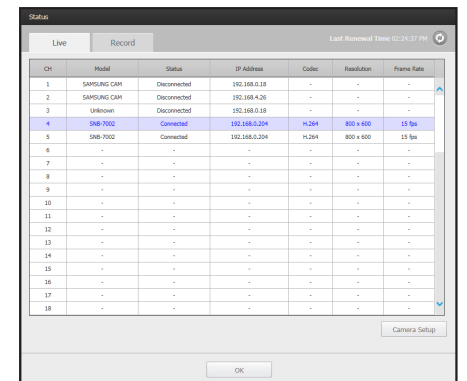 Status
Live Record Last Renewal Time 02:24:37 PM
CH Model Status IP Address Codec Resolution Frame Rate
1 SAMSUNG CAM Disconnected 192.168.0.18 - - -
2 SAMSUNG CAM Disconnected 192.168.4.26 - - -
3 Unknown Disconnected 192.168.0.18 - - -
4 SNB-7002 Connected 192.168.0.204 H.264 800 x 600 15 fps
5 SNB-7002 Connected 192.168.0.204 H.264 800 x 600 15 fps
6 - - - - - -
7 - - - - - -
8 - - - - - -
9 - - - - - -
10 - - - - - -
11 - - - - - -
12 - - - - - -
13 - - - - - -
14 - - - - - -
15 - - - - - -
16 - - - - - -
17 - - - - - -
18 - - - - - -
Camera Setup
OK